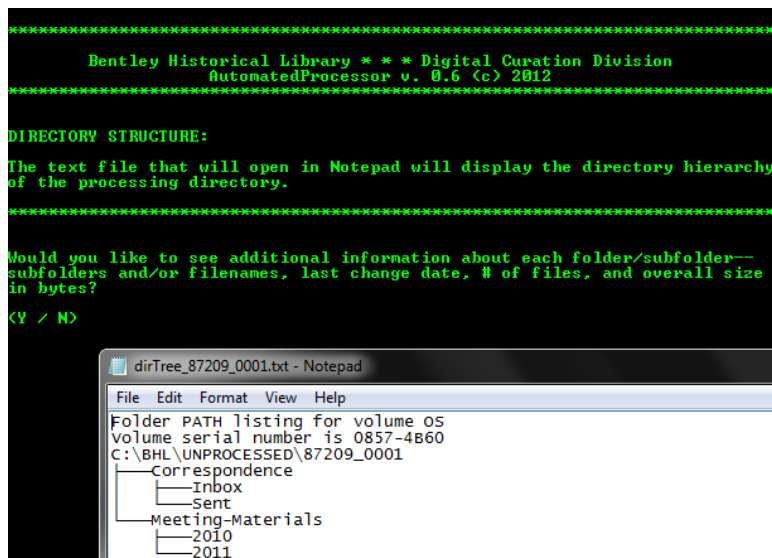 *******************************************************************************
Bentley Historical Library * * * Digital Curation Division
AutomatedProcessor v. 0.6 (c) 2012
*******************************************************************************
DIRECTORY STRUCTURE:
The text file that will open in Notepad will display the directory hierarchy
of the processing directory.
*******************************************************************************
Would you like to see additional information about each folder/subfolder--
subfolders and/or filenames, last change date, # of files, and overall size
in bytes?
(Y / N)
dirTree_87209_0001.txt - Notepad
File Edit Format View Help
Folder PATH listing for volume OS
Volume serial number is 0857-4B60
C:\BHL\UNPROCESSED\87209_0001
├───Correspondence
│   ├───Inbox
│   └───Sent
└───Meeting-Materials
    ├───2010
    └───2011